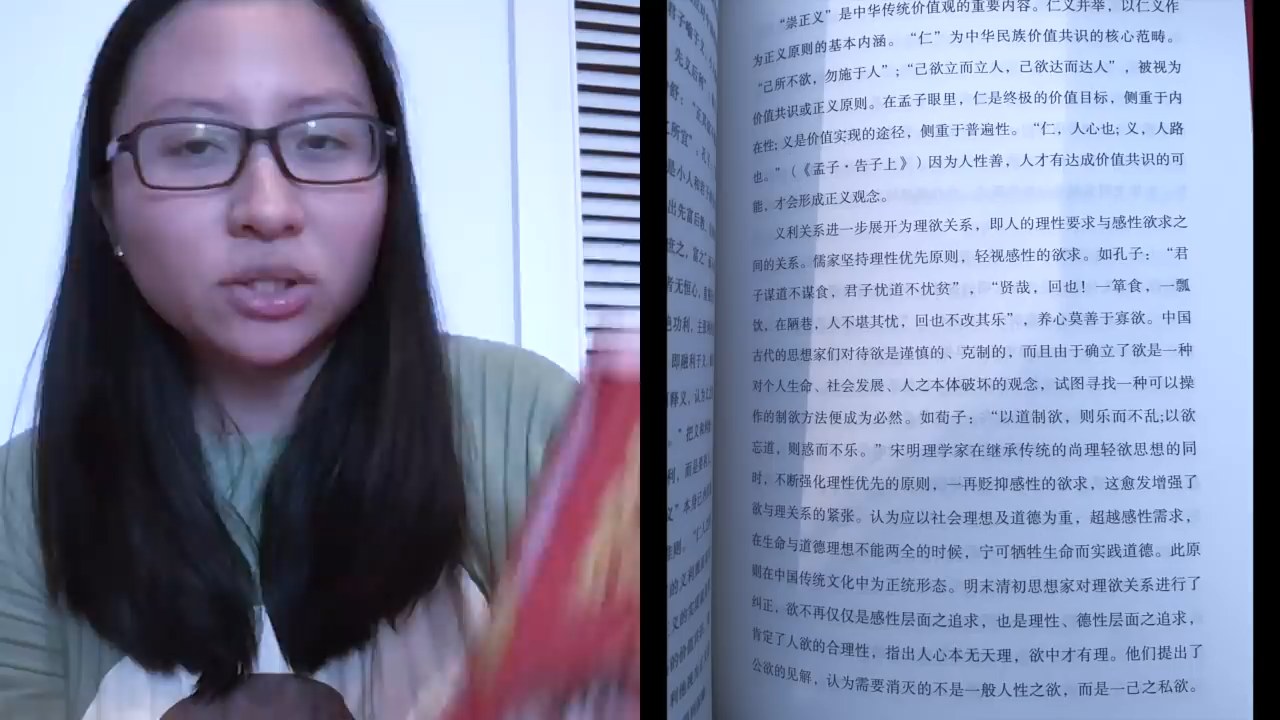 “崇正义”是中华传统价值观的重要内容。仁义并举，以仁义作
为正义原则的基本内涵。“仁”为中华民族价值共识的核心范畴。
“己所不欲，勿施于人”；“己欲立而立人，己欲达而达人”，被视为
价值共识或正义原则。在孟子眼里，仁是终极的价值目标，侧重于内
在性；义是价值实现的途径，侧重于普遍性。“仁，人心也；义，人路
也。”（《孟子·告子上》）因为人性善，人才有达成价值共识的可
能，才会形成正义观念。
义利关系进一步展开为理欲关系，即人的理性要求与感性欲求之
间的关系。儒家坚持理性优先原则，轻视感性的欲求。如孔子：“君
子谋道不谋食，君子忧道不忧贫”，“贤哉，回也！一箪食，一瓢
饮，在陋巷，人不堪其忧，回也不改其乐”，养心莫善于寡欲。中国
古代的思想家们对待欲是谨慎的、克制的，而且由于确立了欲是一种
对个人生命、社会发展、人之本体破坏的观念，试图寻找一种可以操
作的制欲方法便成为必然。如荀子：“以道制欲，则乐而不乱；以欲
忘道，则惑而不乐。”宋明理学家在继承传统的尚理轻欲思想的同
时，不断强化理性优先的原则，一再贬抑感性的欲求，这愈发增强了
欲与理关系的紧张。认为应以社会理想及道德为重，超越感性需求，
在生命与道德理想不能两全的时候，宁可牺牲生命而实践道德。此原
则在中国传统文化中为正统形态。明末清初思想家对理欲关系进行了
纠正，欲不再仅仅是感性层面之追求，也是理性、德性层面之追求，
肯定了人欲的合理性，指出人心本无天理，欲中才有理。他们提出了
公欲的见解，认为需要消灭的不是一般人性之欲，而是一己之私欲。